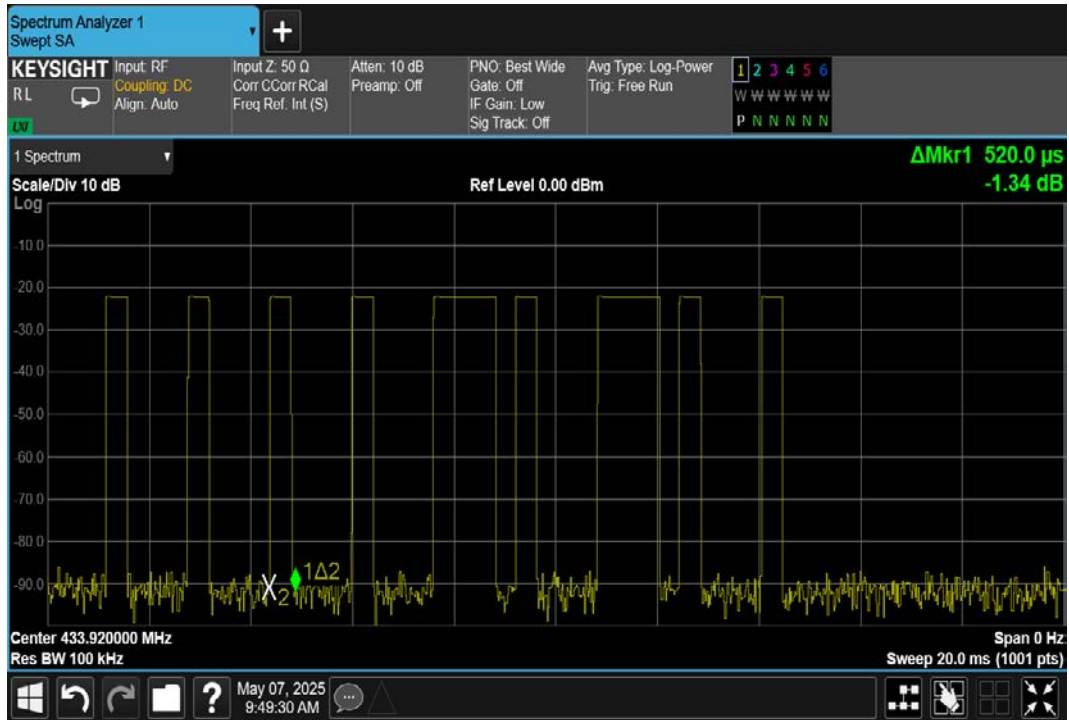 Spectrum Analyzer 1
Swept SA
+
KEYSIGHT
RL
LXI
Input: RF
Coupling: DC
Align: Auto
Input Z: 50 Ω
Corr CCorr RCal
Freq Ref: Int (S)
Atten: 10 dB
Preamp: Off
PNO: Best Wide
Gate: Off
IF Gain: Low
Sig Track: Off
Avg Type: Log-Power
Trig: Free Run
1 2 3 4 5 6
W W W W W W
P N N N N N
1 Spectrum
ΔMkr1 520.0 µs
-1.34 dB
Scale/Div 10 dB
Ref Level 0.00 dBm
Log
-10.0
-20.0
-30.0
-40.0
-50.0
-60.0
-70.0
-80.0
-90.0
X2
1Δ2
Center 433.920000 MHz
Span 0 Hz
Res BW 100 kHz
Sweep 20.0 ms (1001 pts)
?
May 07, 2025
9:49:30 AM